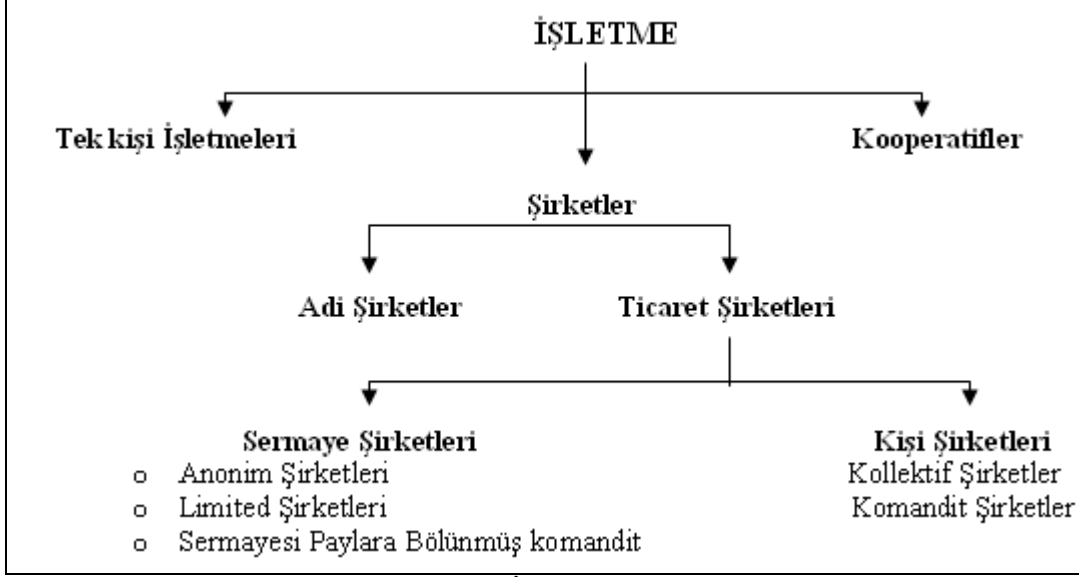 İŞLETME
Tek kişi İşletmeleri
Kooperatifler
Şirketler
Adi Şirketler
Ticaret Şirketleri
Sermaye Şirketleri
o Anonim Şirketleri
o Limited Şirketleri
o Sermayesi Paylara Bölünmüş komandit
Kişi Şirketleri
Kollektif Şirketler
Komandit Şirketler